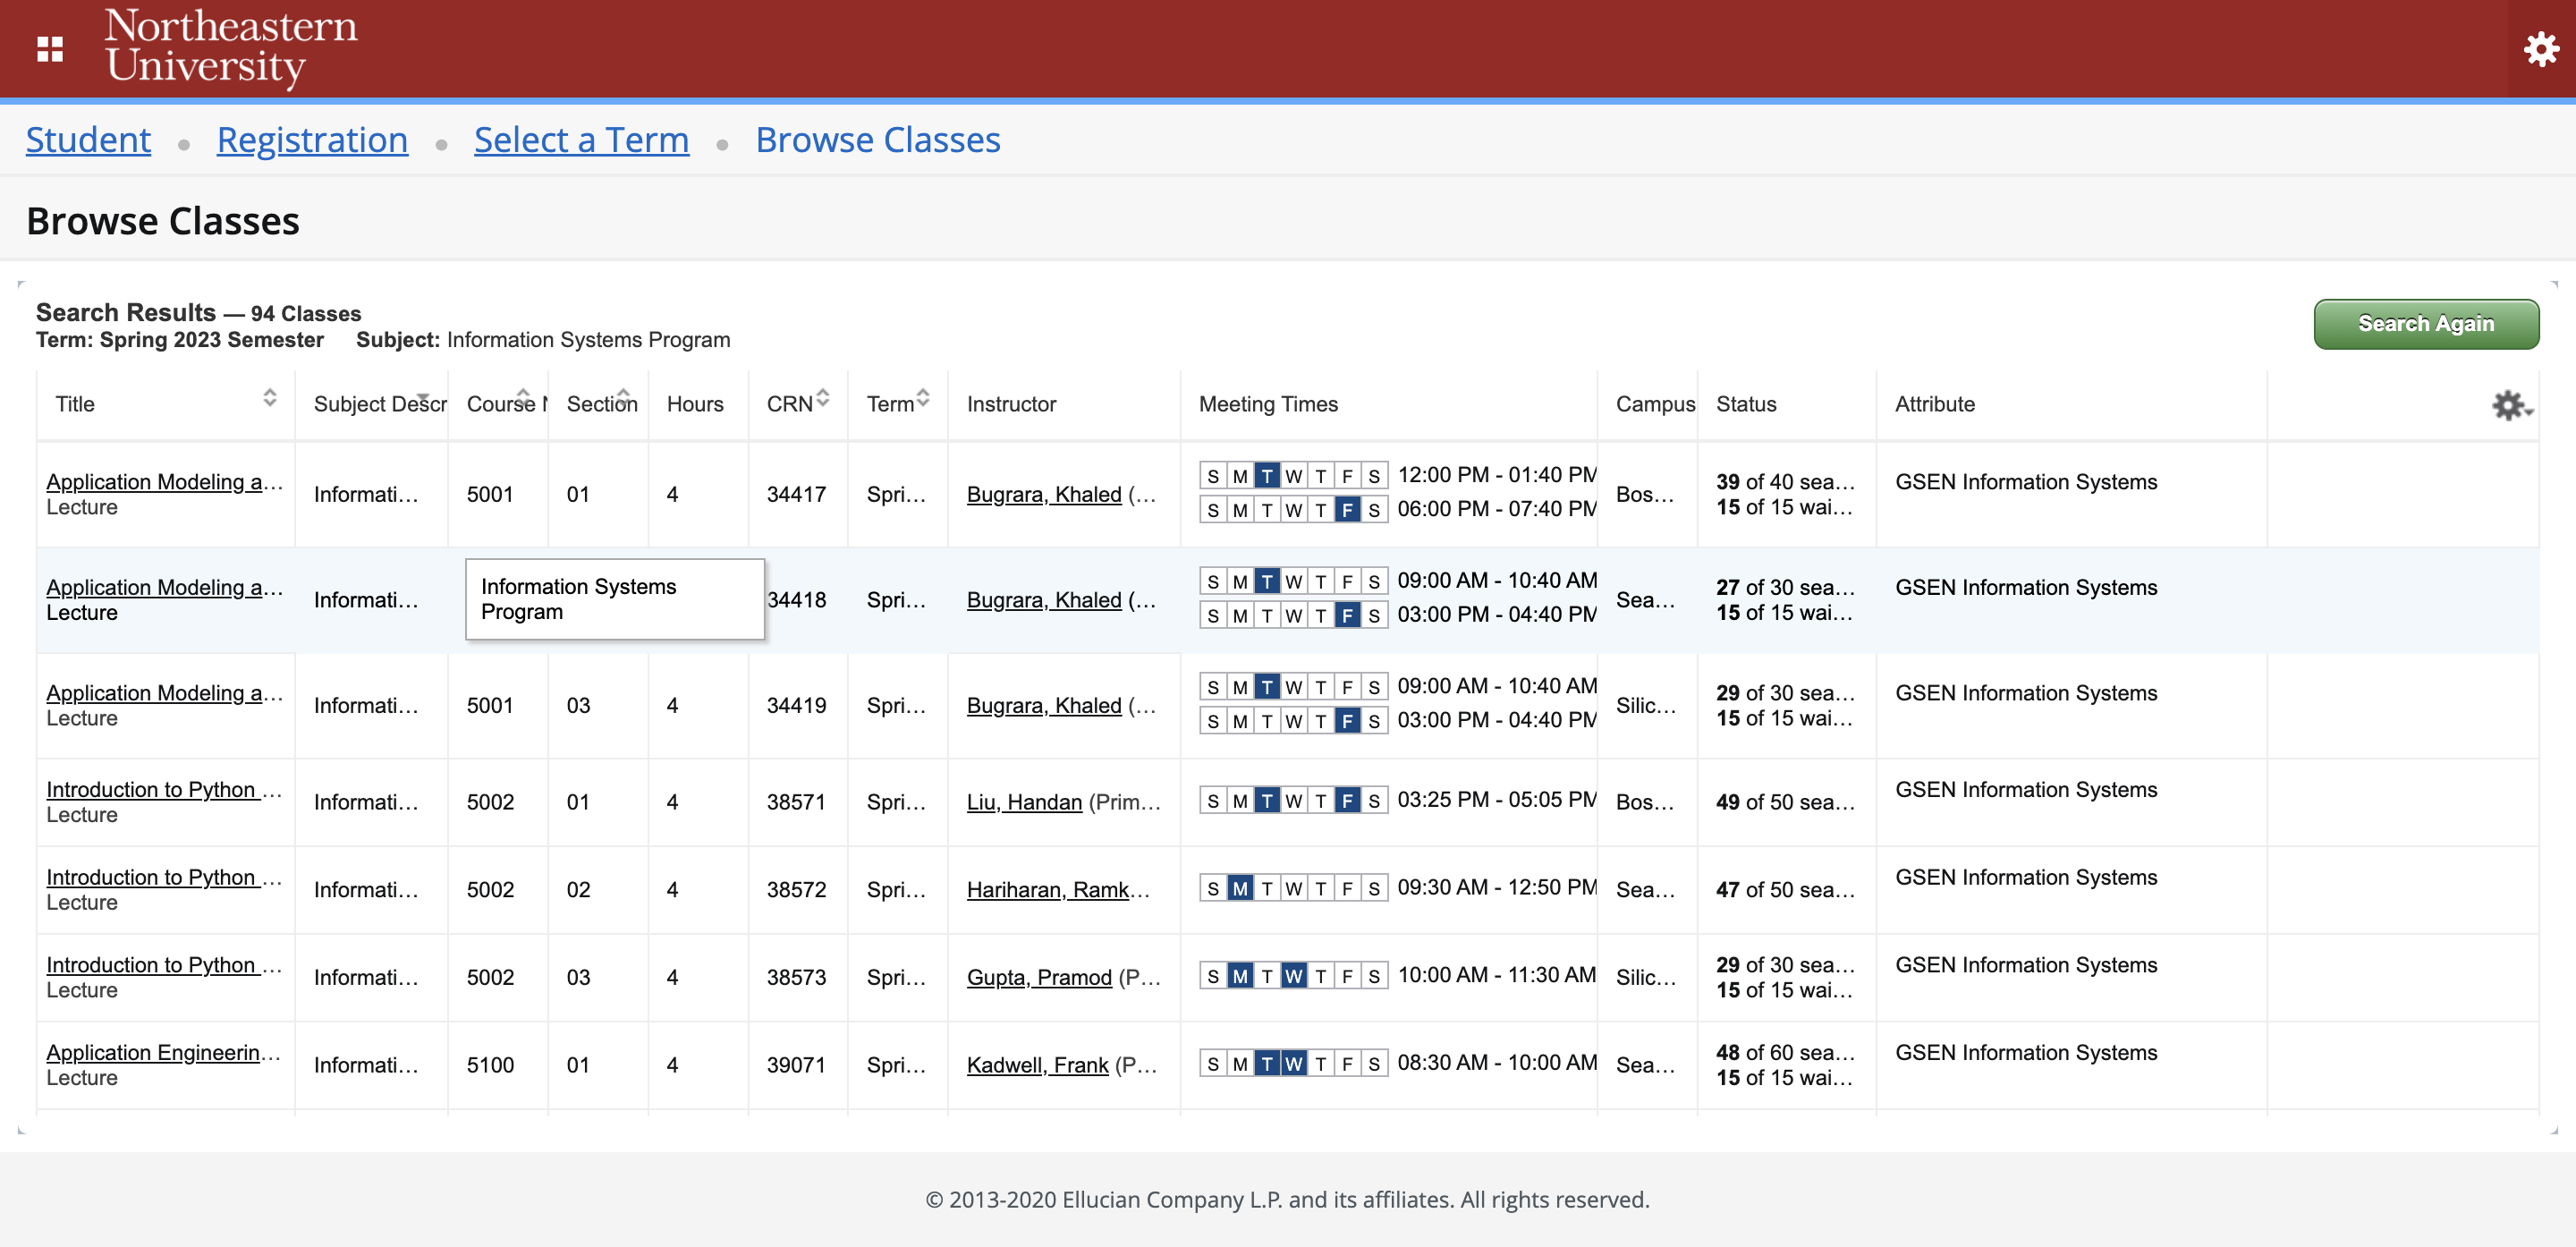 Northeastern
University
Student • Registration • Select a Term • Browse Classes
Browse Classes
Search Results — 94 Classes
Term: Spring 2023 Semester Subject: Information Systems Program
Search Again
Title Subject Descr Course N Section Hours CRN Term Instructor Meeting Times Campus Status Attribute
Application Modeling a...
Lecture
Informati... 5001 01 4 34417 Spri... Bugrara, Khaled (...
S M T W T F S 12:00 PM - 01:40 PM
S M T W T F S 06:00 PM - 07:40 PM
Bos...
39 of 40 sea...
15 of 15 wai...
GSEN Information Systems
Application Modeling a...
Lecture
Informati...
Information Systems
Program
34418 Spri... Bugrara, Khaled (...
S M T W T F S 09:00 AM - 10:40 AM
S M T W T F S 03:00 PM - 04:40 PM
Sea...
27 of 30 sea...
15 of 15 wai...
GSEN Information Systems
Application Modeling a...
Lecture
Informati... 5001 03 4 34419 Spri... Bugrara, Khaled (...
S M T W T F S 09:00 AM - 10:40 AM
S M T W T F S 03:00 PM - 04:40 PM
Silic...
29 of 30 sea...
15 of 15 wai...
GSEN Information Systems
Introduction to Python ...
Lecture
Informati... 5002 01 4 38571 Spri... Liu, Handan (Prim...
S M T W T F S 03:25 PM - 05:05 PM
Bos...
49 of 50 sea...
GSEN Information Systems
Introduction to Python ...
Lecture
Informati... 5002 02 4 38572 Spri... Hariharan, Ramk...
S M T W T F S 09:30 AM - 12:50 PM
Sea...
47 of 50 sea...
GSEN Information Systems
Introduction to Python ...
Lecture
Informati... 5002 03 4 38573 Spri... Gupta, Pramod (P...
S M T W T F S 10:00 AM - 11:30 AM
Silic...
29 of 30 sea...
15 of 15 wai...
GSEN Information Systems
Application Engineerin...
Lecture
Informati... 5100 01 4 39071 Spri... Kadwell, Frank (P...
S M T W T F S 08:30 AM - 10:00 AM
Sea...
48 of 60 sea...
15 of 15 wai...
GSEN Information Systems
© 2013-2020 Ellucian Company L.P. and its affiliates. All rights reserved.